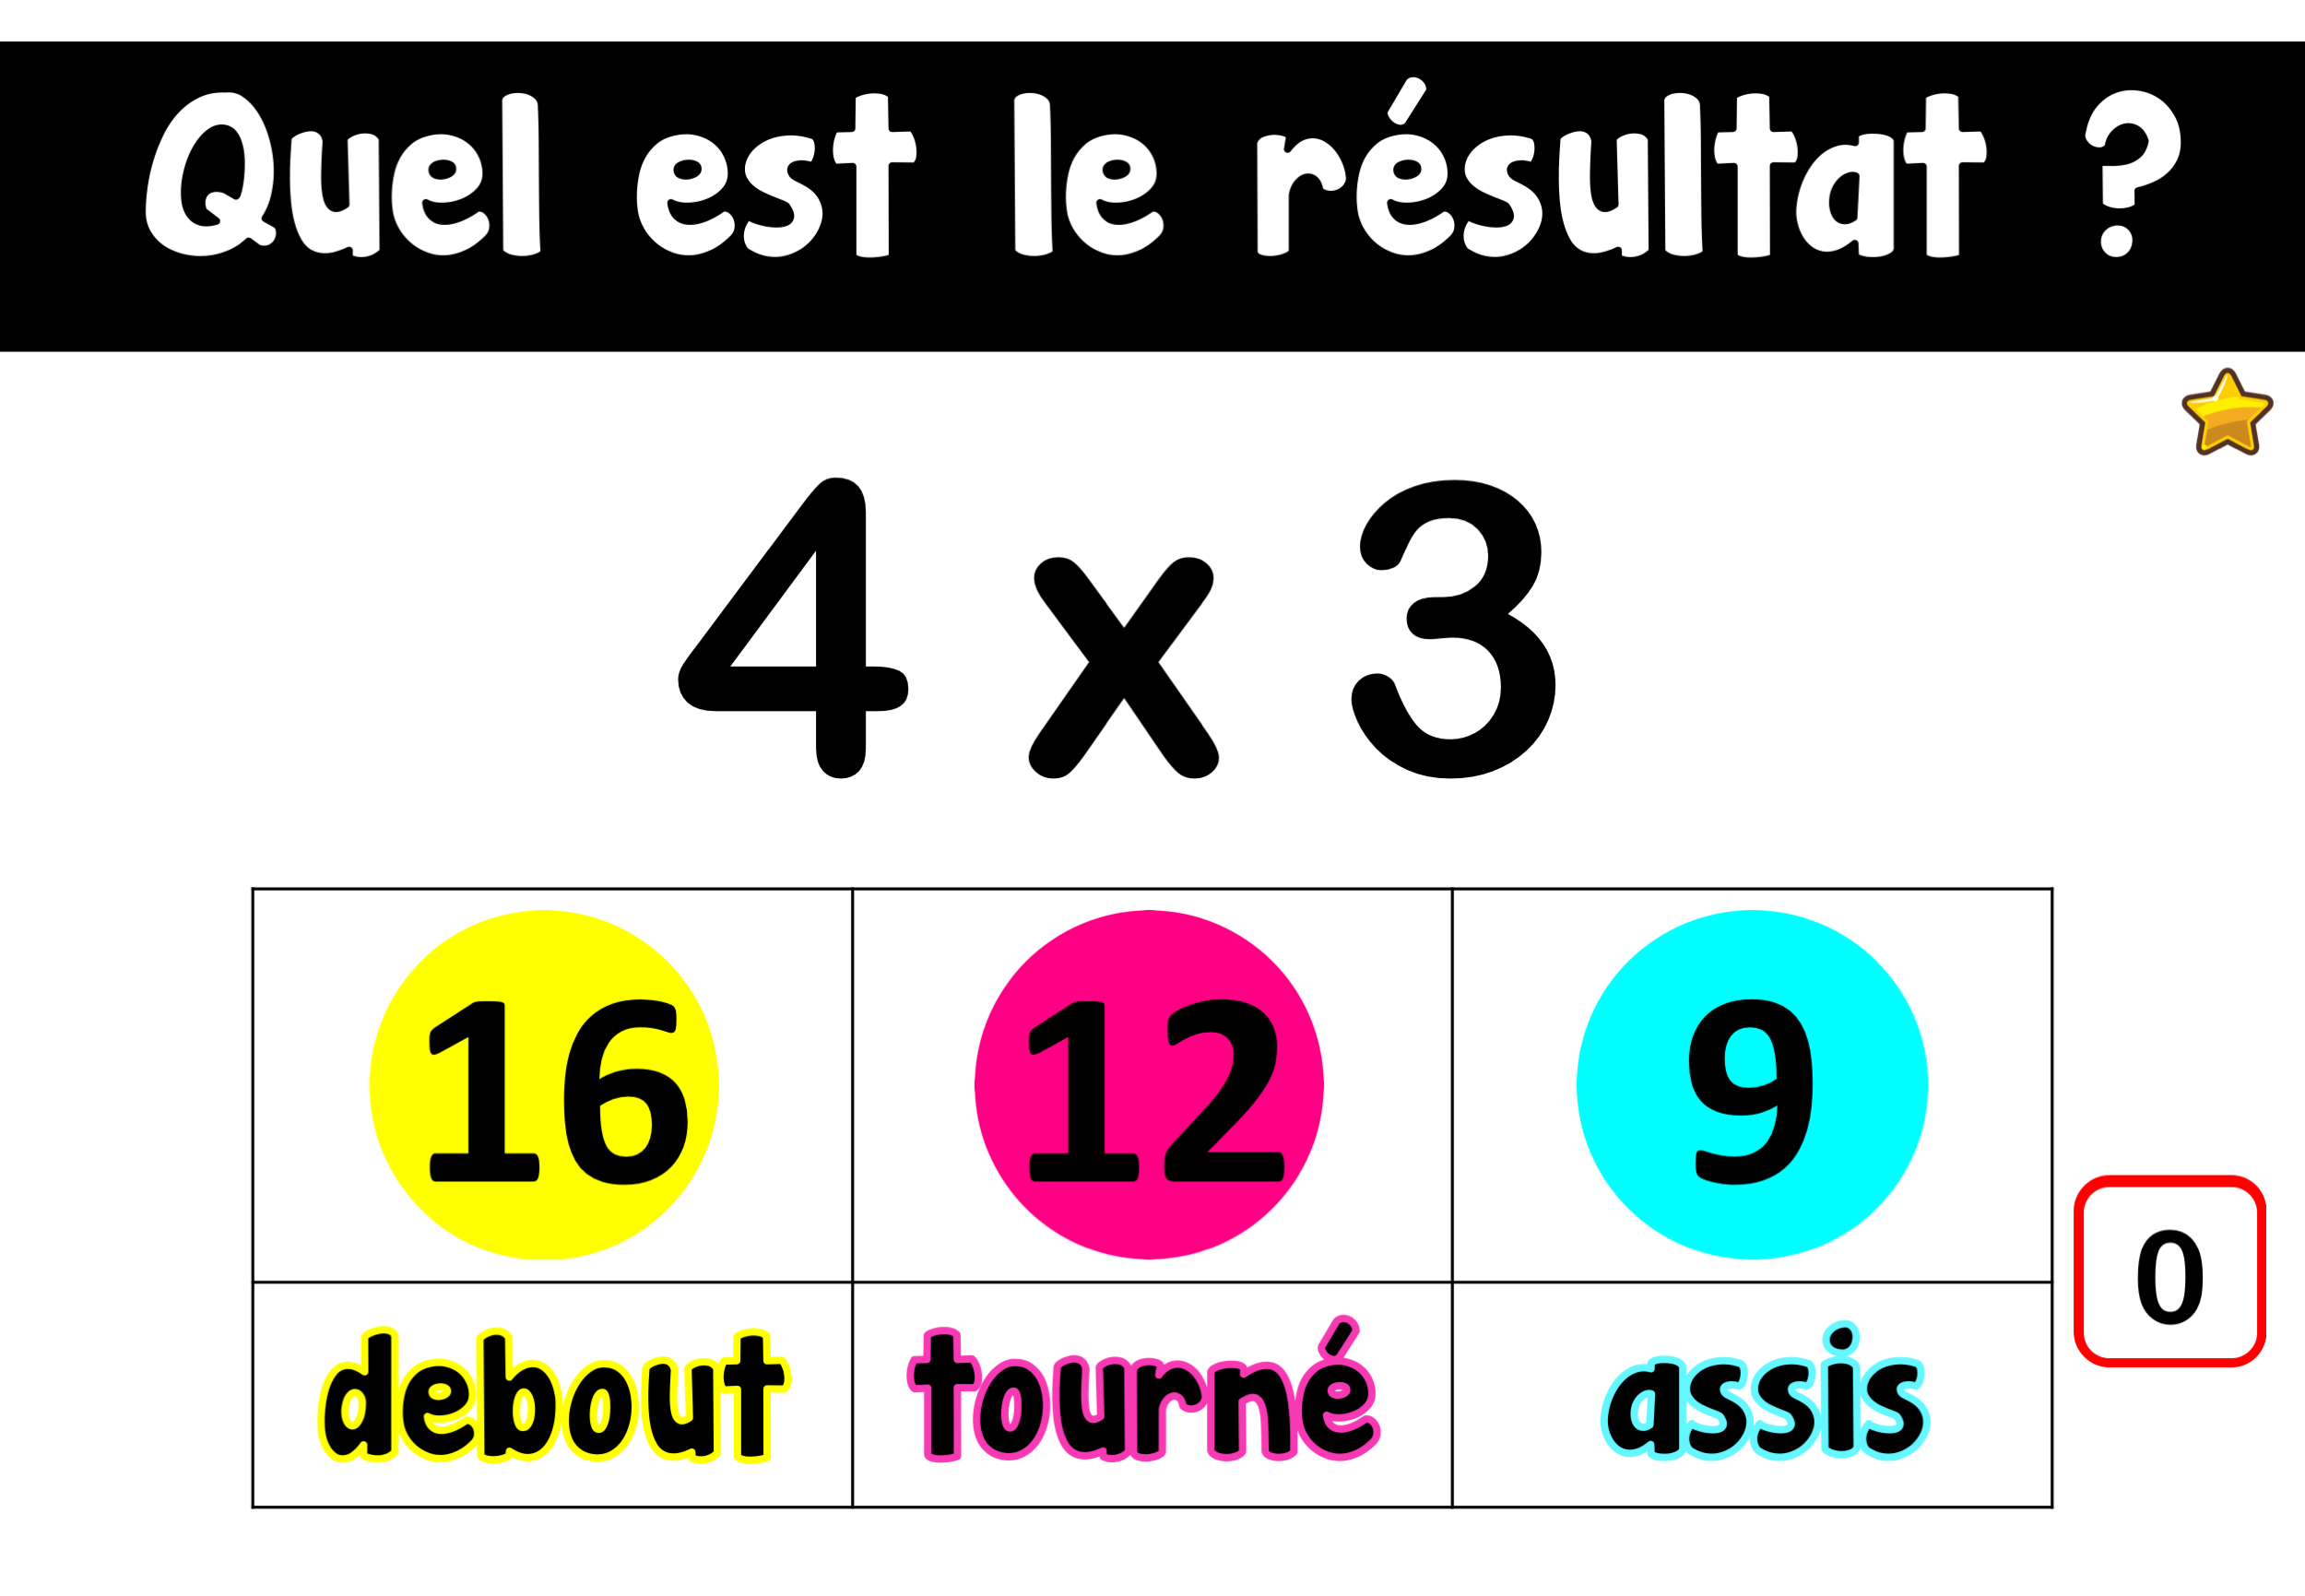 Quel est le résultat ?
4 x 3
16 12 9
0
debout tourné assis